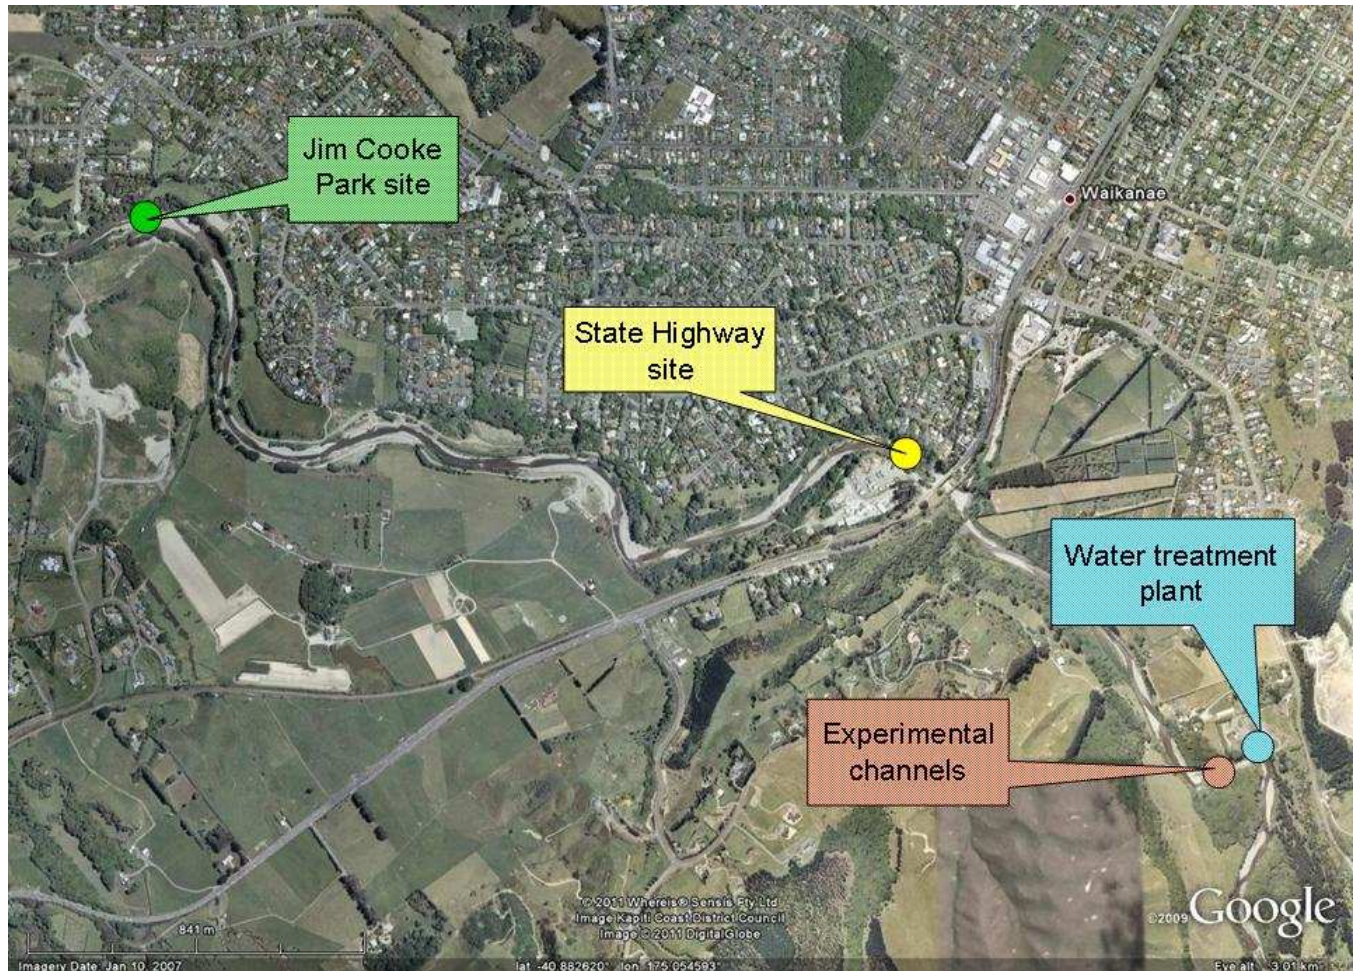 Jim Cooke
Park site
Waikanae
State Highway
site
Water treatment
plant
Experimental
channels
© 2011 Whereis® Sensis Pty Ltd
Image Kapiti Coast District Council
Image © 2011 DigitalGlobe
©2009 Google
841 m
Imagery Date: Jan 10, 2007
lat -40.882620° lon 175.054593°
Eye alt 3.01 km